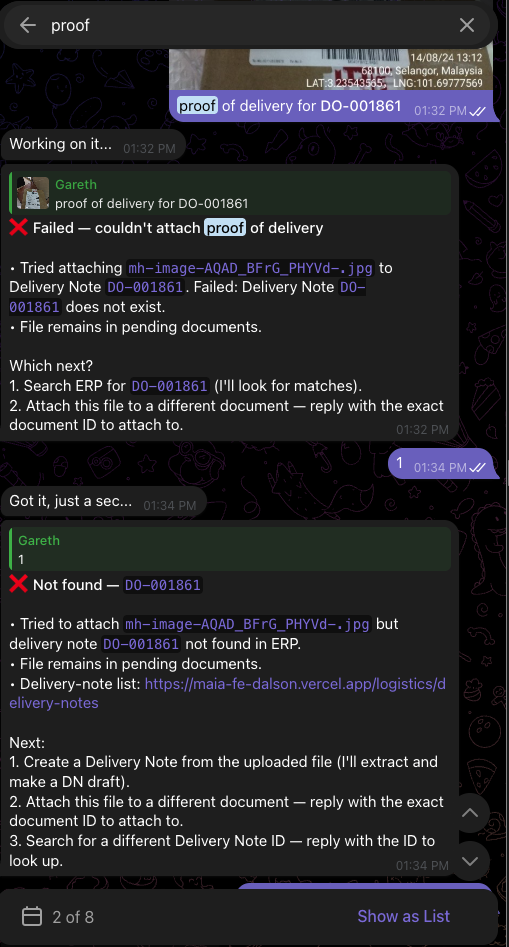 proof
14/08/24 13:12
68100, Selangor, Malaysia
LAT:3.23543565, LNG:101.69777569
proof of delivery for DO-001861 01:32 PM
Working on it... 01:32 PM
Gareth
proof of delivery for DO-001861
❌ Failed — couldn't attach proof of delivery
• Tried attaching mh-image-AQAD_BFrG_PHYVd-.jpg to
Delivery Note DO-001861. Failed: Delivery Note DO-
001861 does not exist.
• File remains in pending documents.
Which next?
1. Search ERP for DO-001861 (I'll look for matches).
2. Attach this file to a different document — reply with the exact
document ID to attach to.
01:32 PM
1 01:34 PM
Got it, just a sec... 01:34 PM
Gareth
1
❌ Not found — DO-001861
• Tried to attach mh-image-AQAD_BFrG_PHYVd-.jpg but
delivery note DO-001861 not found in ERP.
• File remains in pending documents.
• Delivery-note list: https://maia-fe-dalson.vercel.app/logistics/d
elivery-notes
Next:
1. Create a Delivery Note from the uploaded file (I'll extract and
make a DN draft).
2. Attach this file to a different document — reply with the exact
document ID to attach to.
3. Search for a different Delivery Note ID — reply with the ID to
look up.
01:34 PM
2 of 8
Show as List